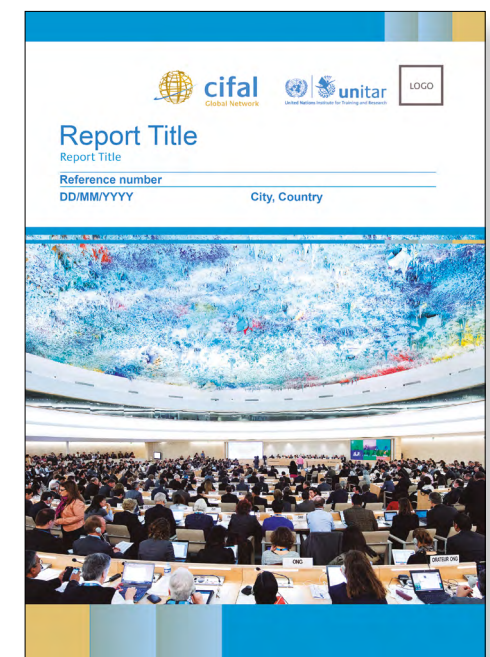 cifal
Global Network
unitar
United Nations Institute for Training and Research
LOGO
Report Title
Report Title
Reference number
DD/MM/YYYY City, Country
ONG
ORATEUR ONG